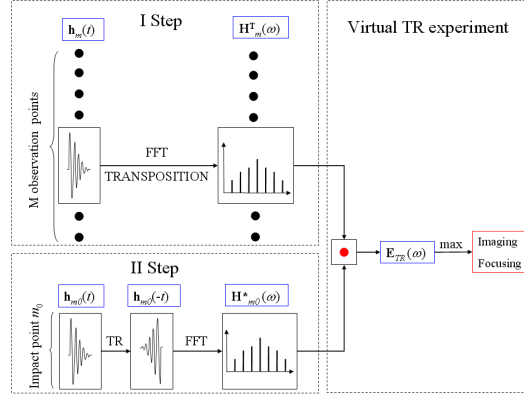 I Step
h_m(t)
H^T_m(ω)
M observation points
FFT
TRANSPOSITION
II Step
h_m0(t)
h_m0(-t)
H*_m0(ω)
Impact point m_0
TR
FFT
Virtual TR experiment
E_TR(ω)
max
Imaging
Focusing